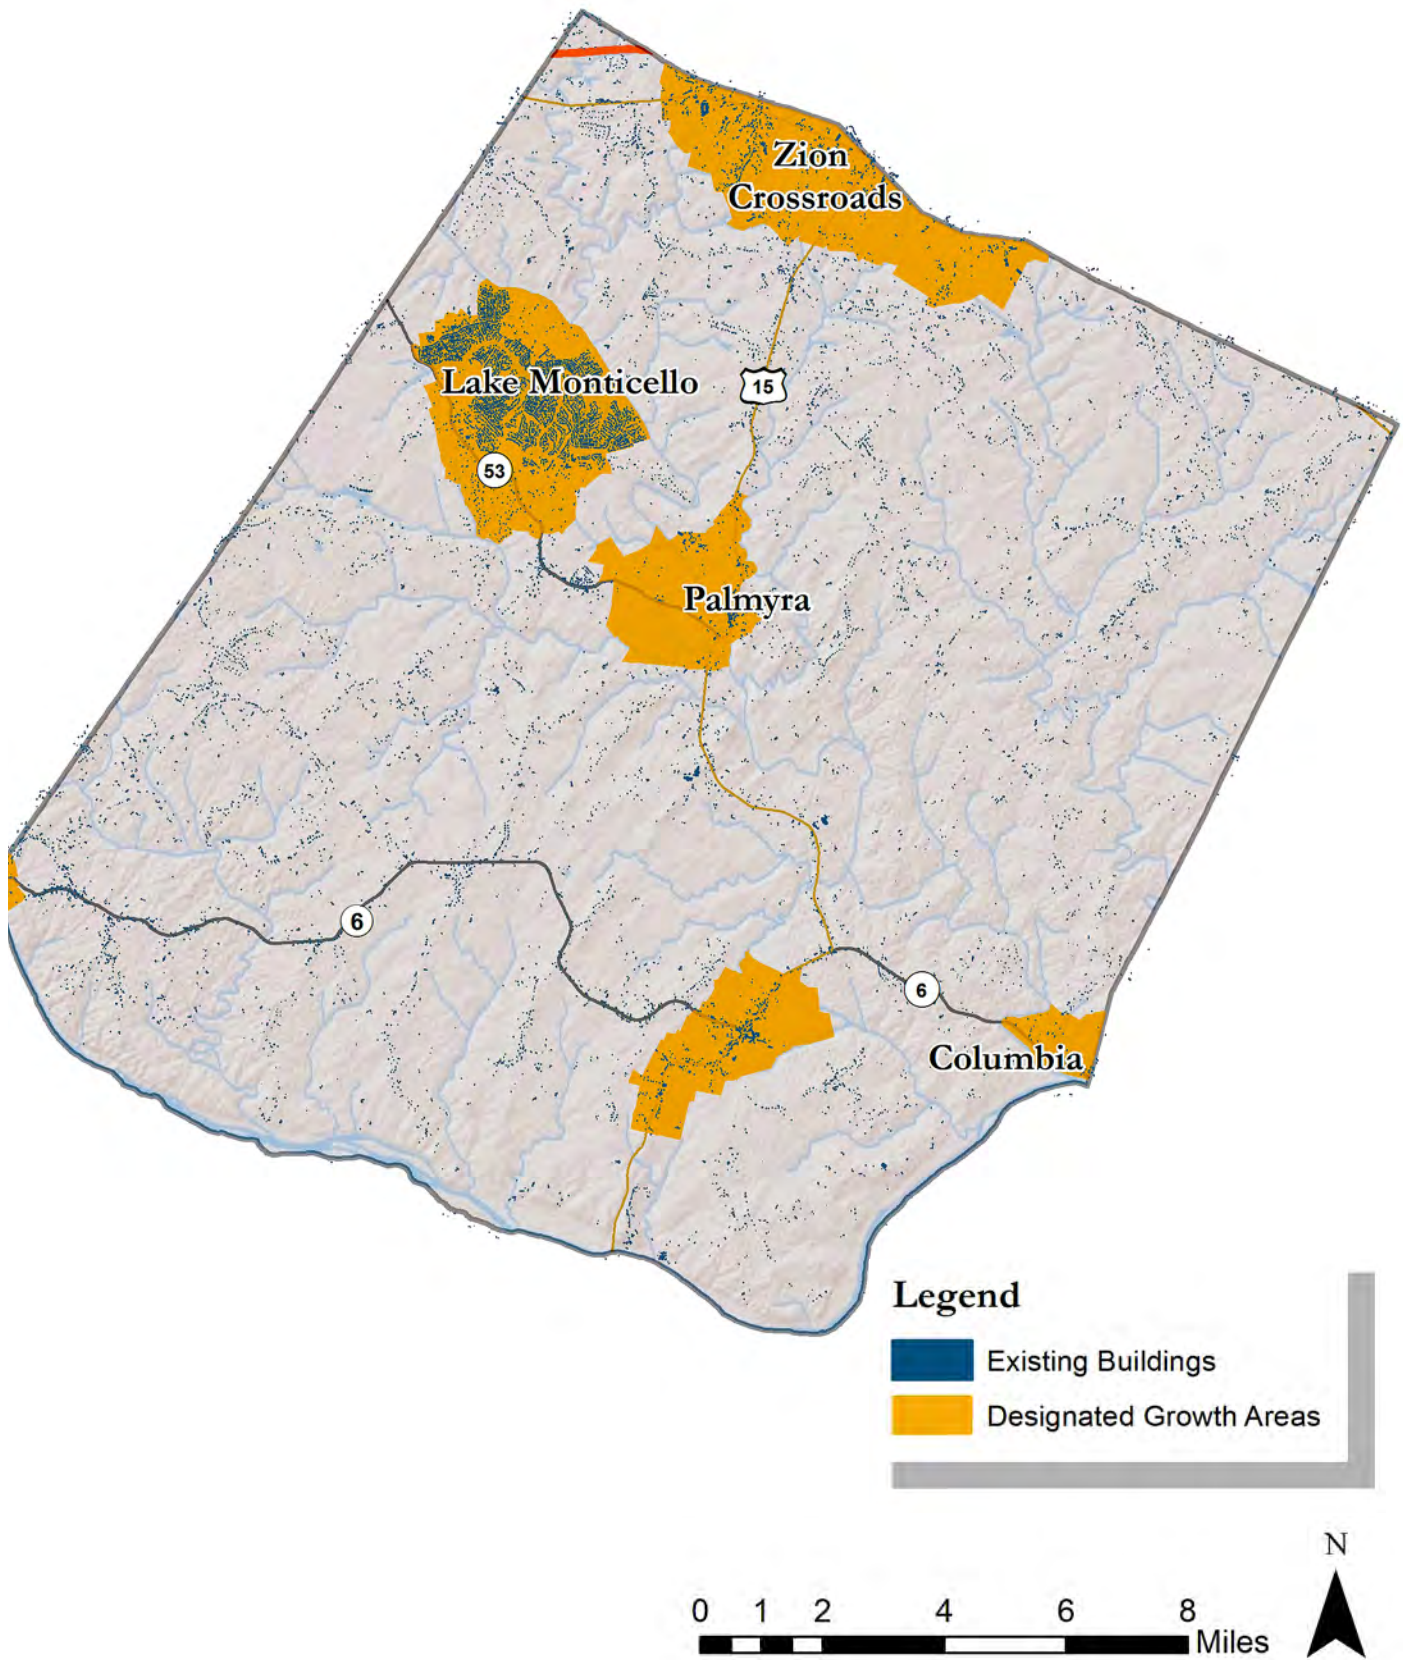 Zion
Crossroads
Lake Monticello
15
53
Palmyra
6
6
Columbia
Legend
Existing Buildings
Designated Growth Areas
N
0 1 2 4 6 8
Miles